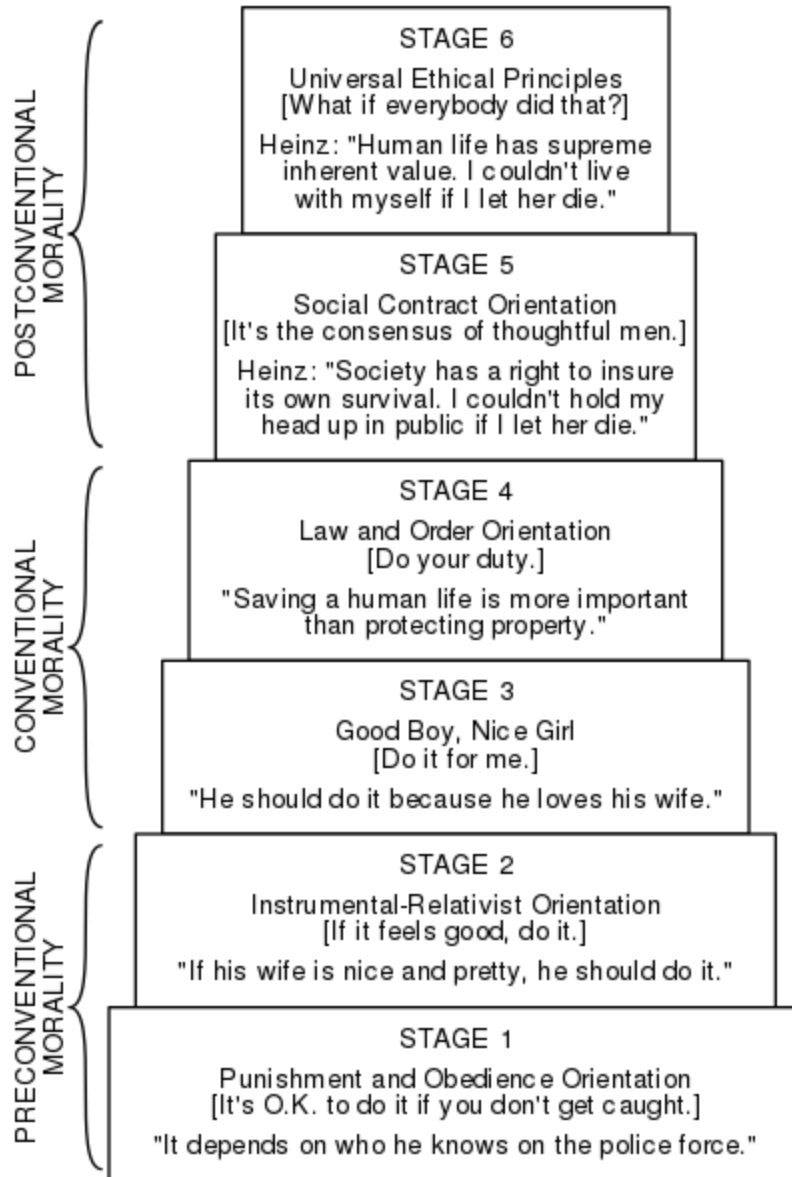 POSTCONVENTIONAL
MORALITY
STAGE 6
Universal Ethical Principles
[What if everybody did that?]
Heinz: "Human life has supreme
inherent value. I couldn't live
with myself if I let her die."
STAGE 5
Social Contract Orientation
[It's the consensus of thoughtful men.]
Heinz: "Society has a right to insure
its own survival. I couldn't hold my
head up in public if I let her die."
CONVENTIONAL
MORALITY
STAGE 4
Law and Order Orientation
[Do your duty.]
"Saving a human life is more important
than protecting property."
STAGE 3
Good Boy, Nice Girl
[Do it for me.]
"He should do it because he loves his wife."
PRECONVENTIONAL
MORALITY
STAGE 2
Instrumental-Relativist Orientation
[If it feels good, do it.]
"If his wife is nice and pretty, he should do it."
STAGE 1
Punishment and Obedience Orientation
[It's O.K. to do it if you don't get caught.]
"It depends on who he knows on the police force."